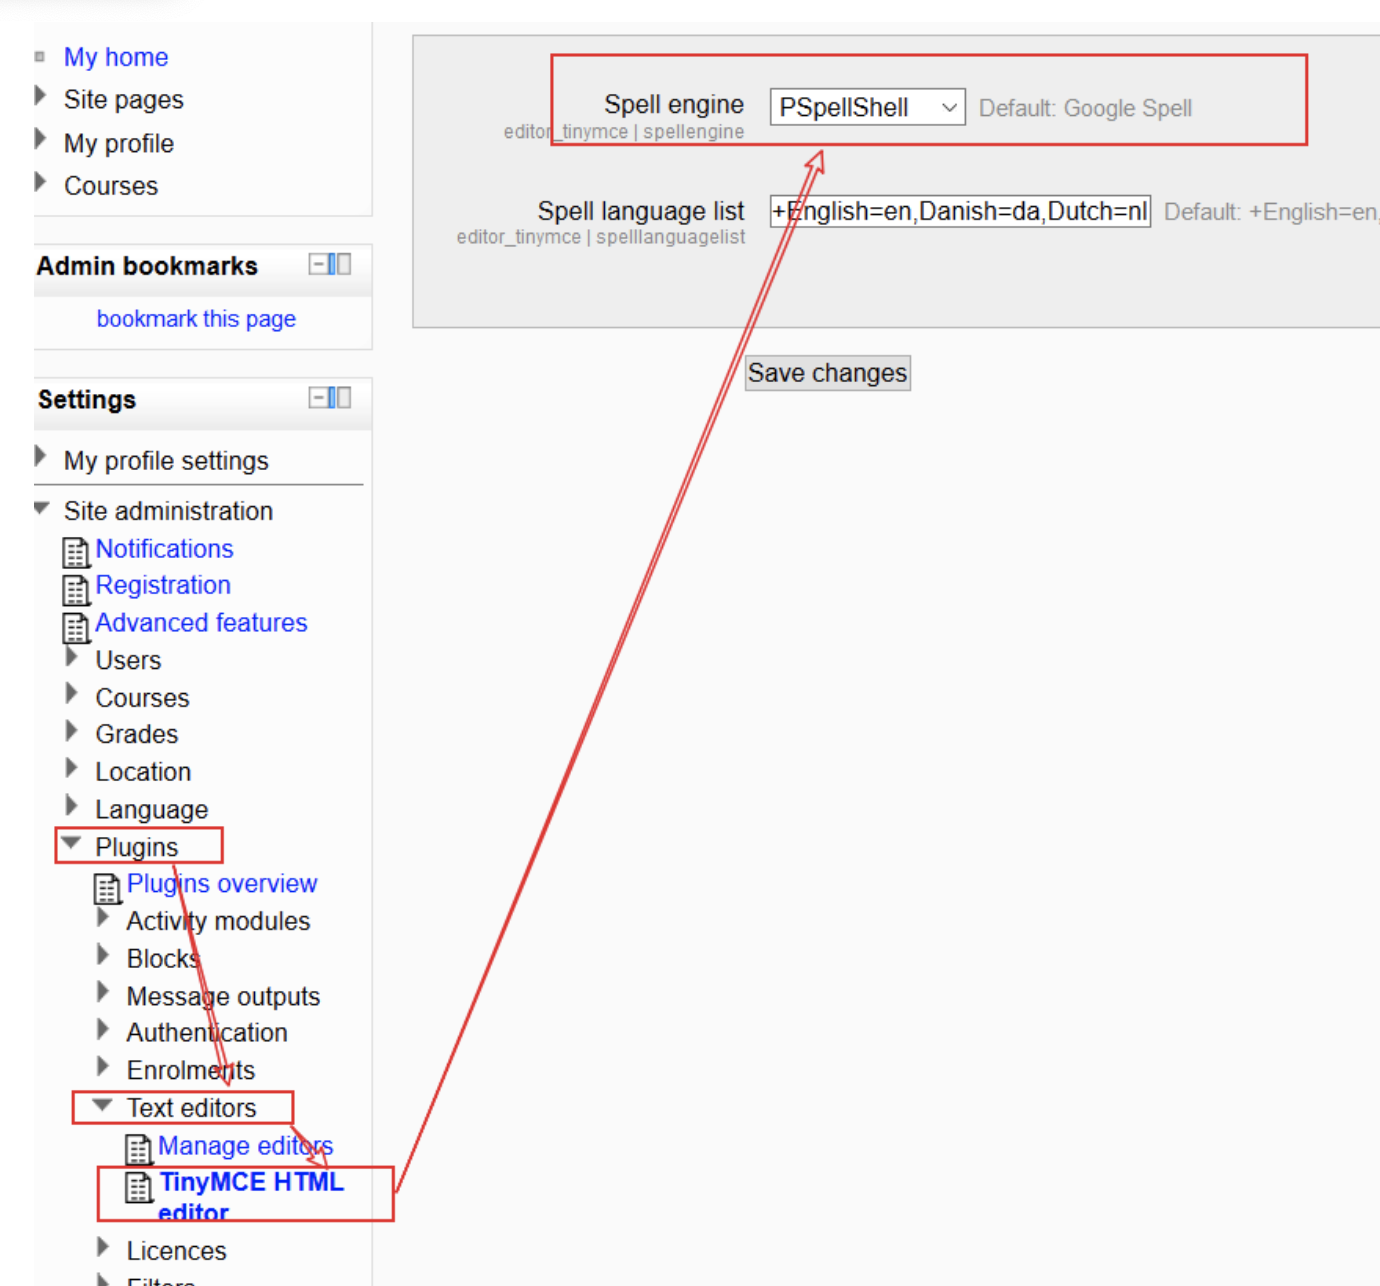 My home
Site pages
My profile
Courses
Admin bookmarks
bookmark this page
Settings
My profile settings
Site administration
Notifications
Registration
Advanced features
Users
Courses
Grades
Location
Language
Plugins
Plugins overview
Activity modules
Blocks
Message outputs
Authentication
Enrolments
Text editors
Manage editors
TinyMCE HTML
editor
Licences
Filters
Spell engine PSpellShell Default: Google Spell
editor_tinymce | spellengine
Spell language list +English=en,Danish=da,Dutch=nl Default: +English=en,
editor_tinymce | spelllanguagelist
Save changes